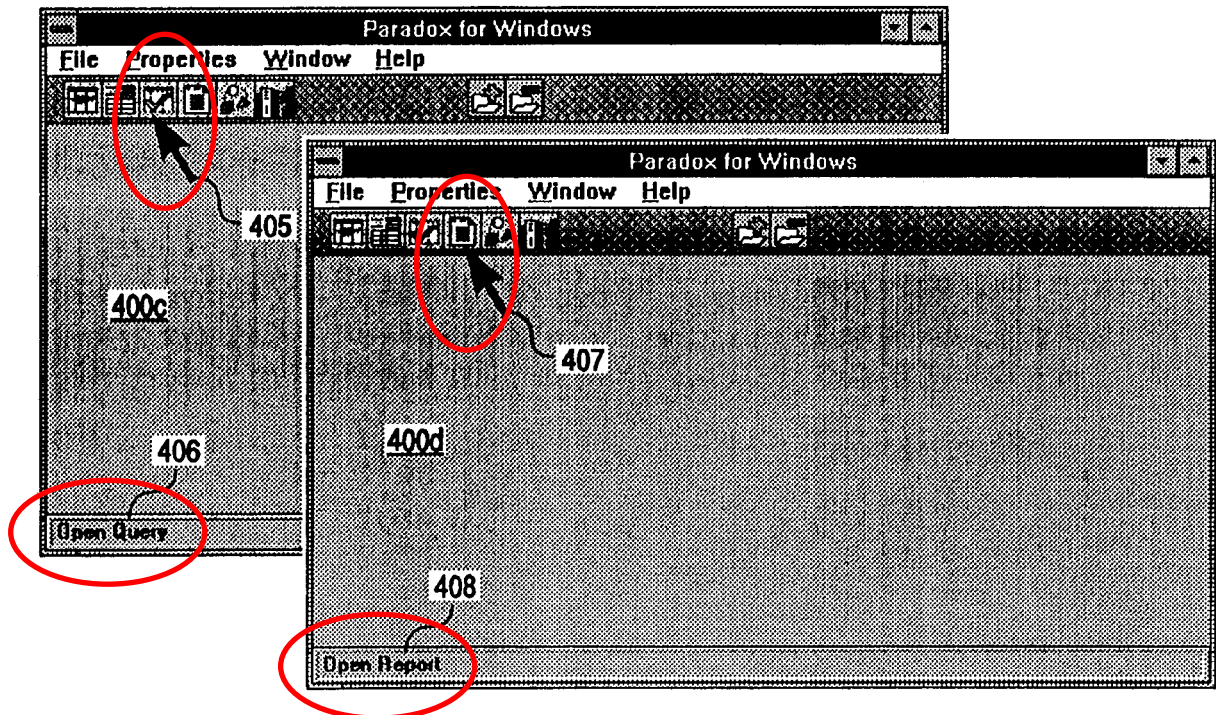 Paradox for Windows
File Properties Window Help
405
400c
406
Open Query
Paradox for Windows
File Properties Window Help
407
400d
408
Open Report